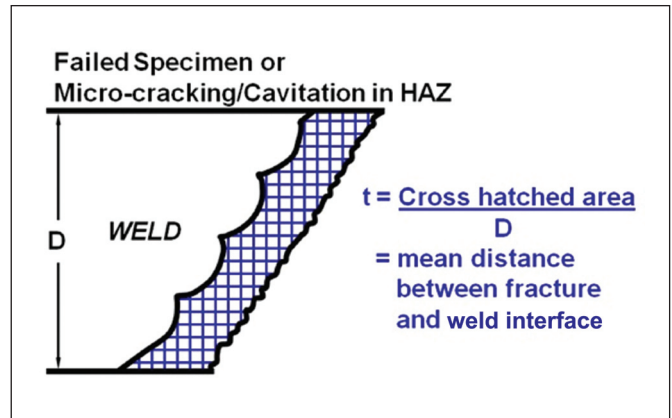 Failed Specimen or
Micro-cracking/Cavitation in HAZ
D
WELD
t = Cross hatched area
D
= mean distance
between fracture
and weld interface